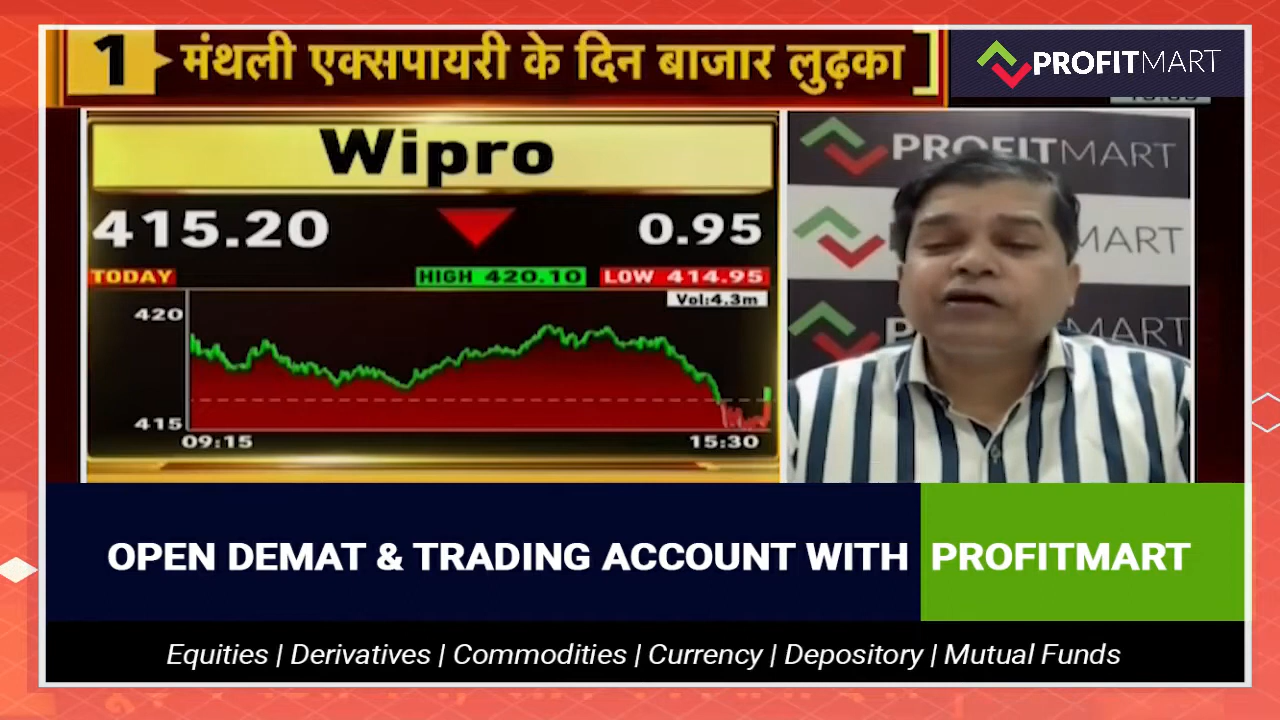 1 मंथली एक्सपायरी के दिन बाजार लुढ़का
PROFITMART
Wipro
415.20 0.95
TODAY HIGH 420.10 LOW 414.95
Vol:4.3m
420
415
09:15 15:30
PROFITMART
MART
MART
OPEN DEMAT & TRADING ACCOUNT WITH PROFITMART
Equities | Derivatives | Commodities | Currency | Depository | Mutual Funds